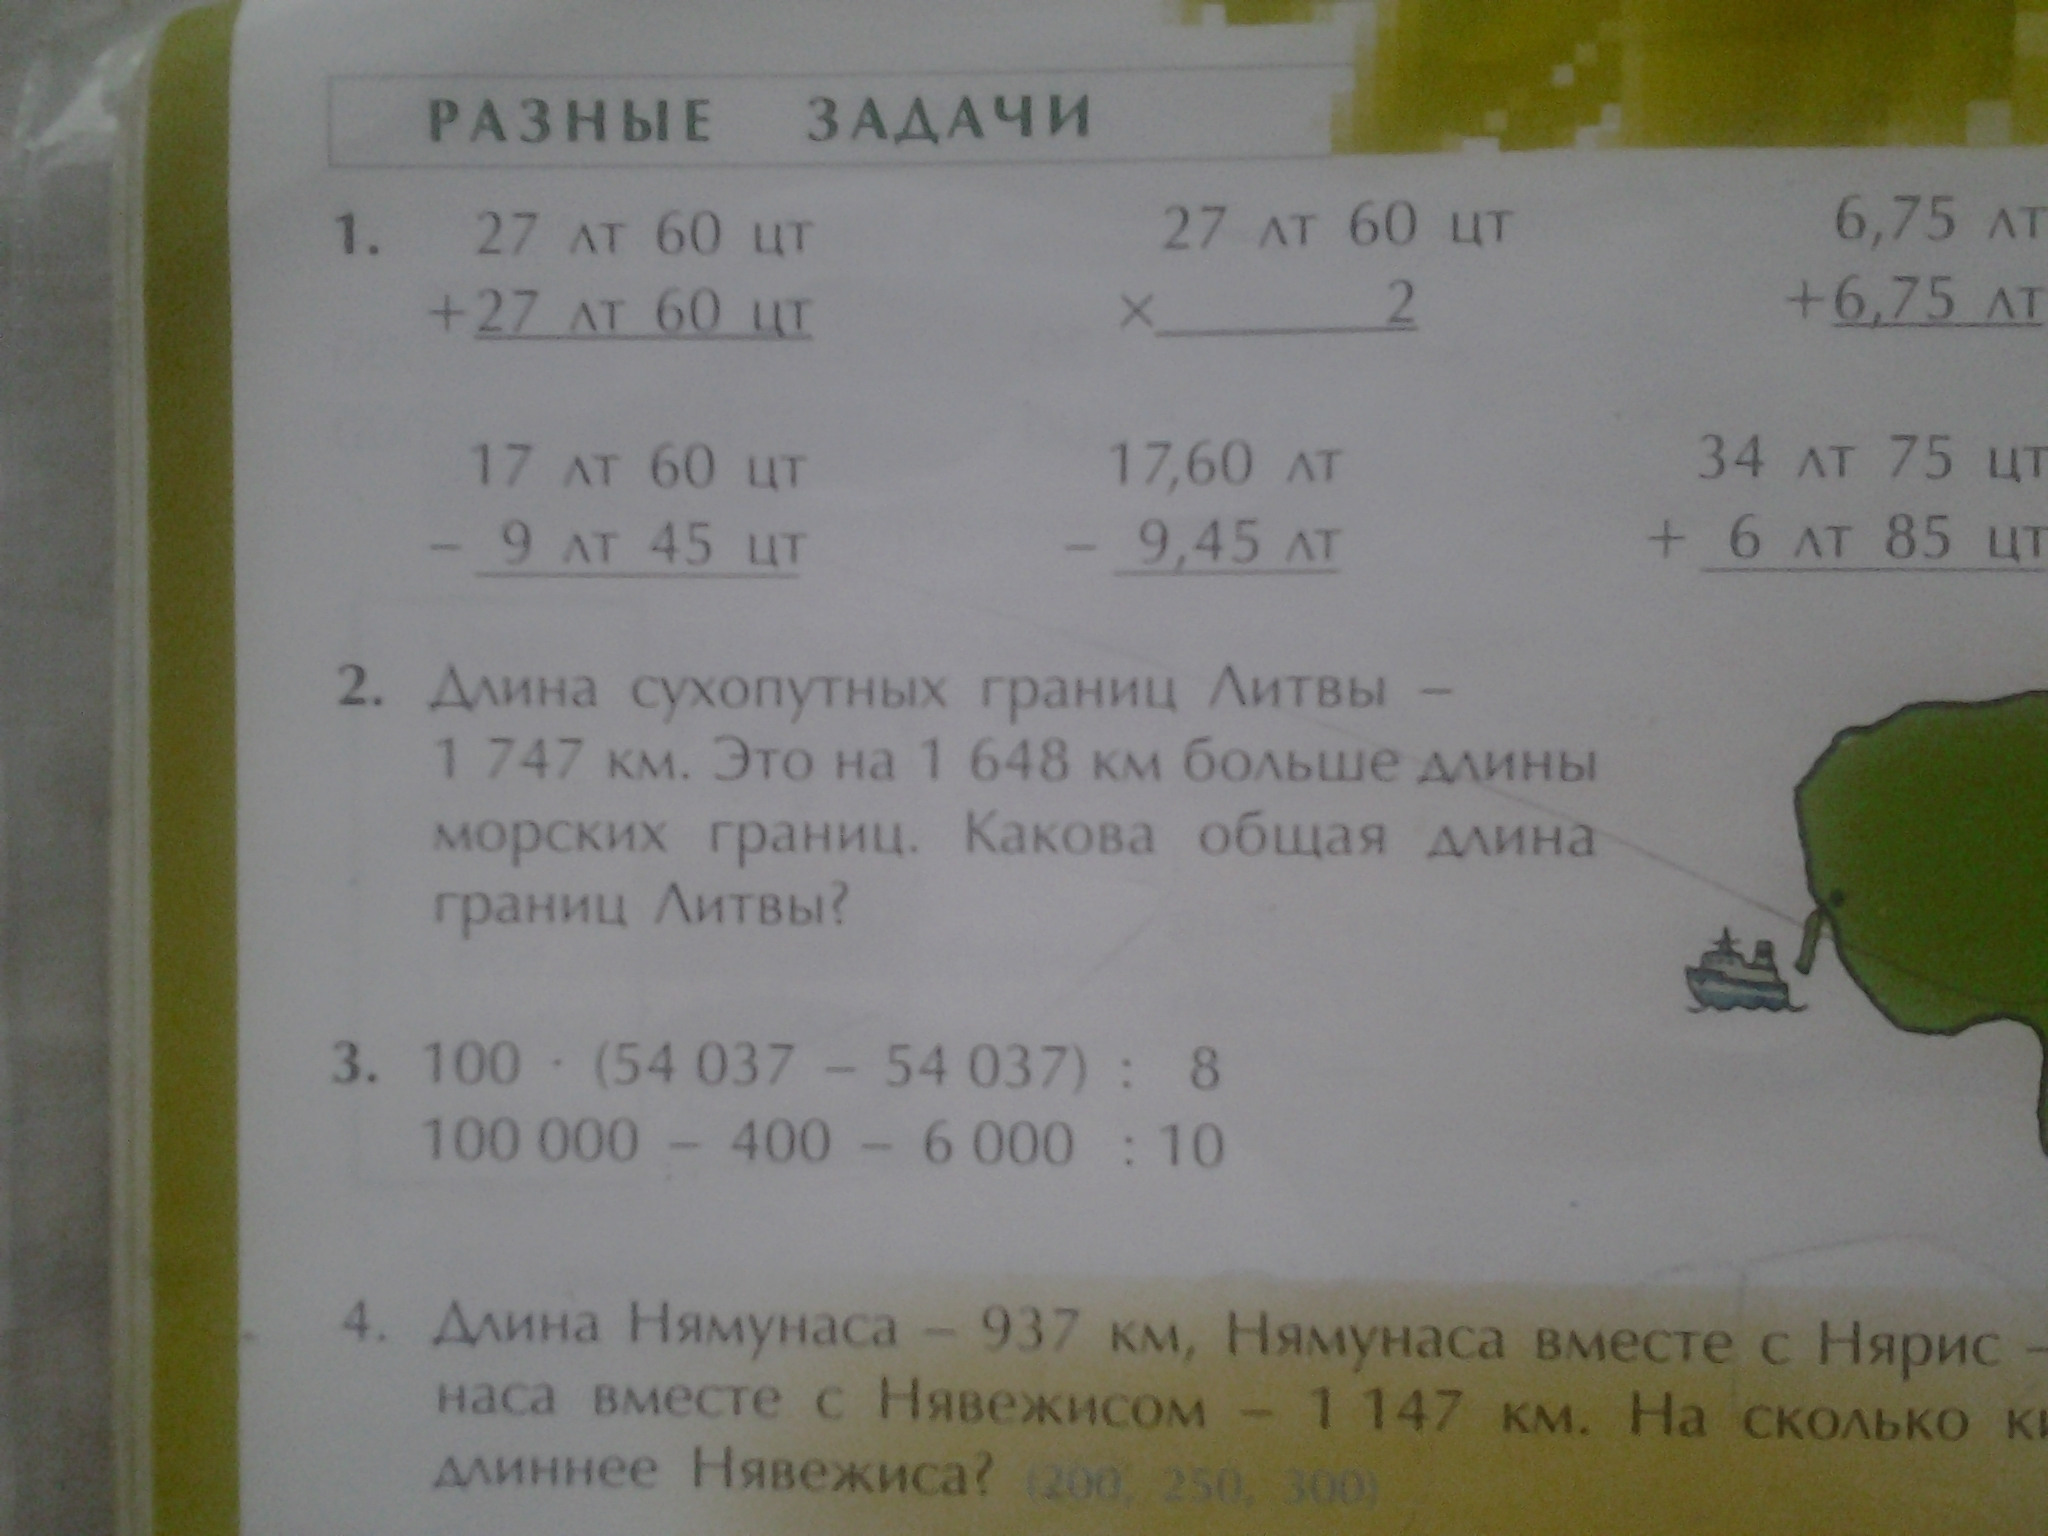 РАЗНЫЕ ЗАДАЧИ
1. 27 лт 60 цт 27 лт 60 цт 6,75 лт
+27 лт 60 цт × 2 +6,75 лт
17 лт 60 цт 17,60 лт 34 лт 75 цт
– 9 лт 45 цт – 9,45 лт + 6 лт 85 цт
2. Длина сухопутных границ Литвы –
1 747 км. Это на 1 648 км больше длины
морских границ. Какова общая длина
границ Литвы?
3. 100 · (54 037 – 54 037) : 8
100 000 – 400 – 6 000 : 10
4. Длина Нямунаса – 937 км, Нямунаса вместе с Нярис –
наса вместе с Нявежисом – 1 147 км. На сколько ки
длиннее Нявежиса? (200, 250, 300)